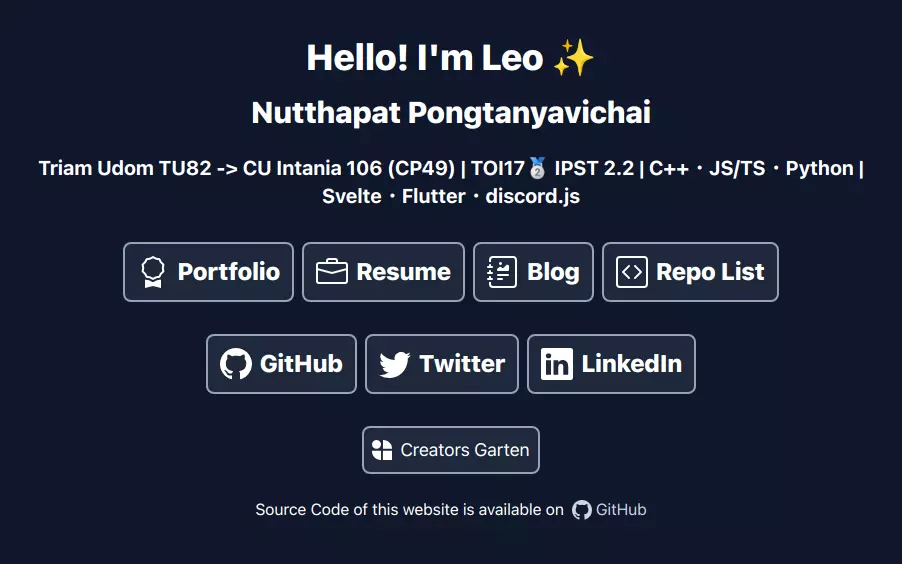 Hello! I'm Leo ✨
Nutthapat Pongtanyavichai
Triam Udom TU82 -> CU Intania 106 (CP49) | TOI17🥈 IPST 2.2 | C++・JS/TS・Python |
Svelte・Flutter・discord.js
Portfolio Resume Blog Repo List
GitHub Twitter LinkedIn
Creators Garten
Source Code of this website is available on GitHub